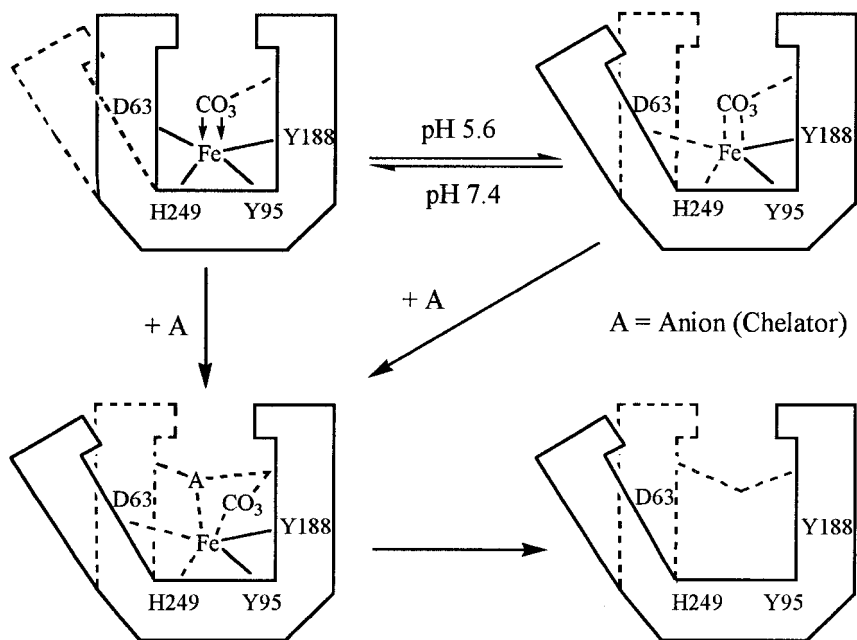 D63
CO₃
Fe
Y188
H249
Y95
pH 5.6
pH 7.4
D63
CO₃
Fe
Y188
H249
Y95
+ A
+ A
A = Anion (Chelator)
A
D63
CO₃
Fe
Y188
H249
Y95
D63
Y188
H249
Y95